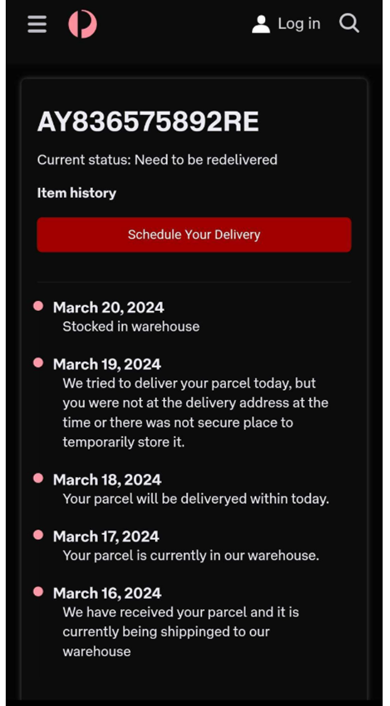 Log in
AY836575892RE
Current status: Need to be redelivered
Item history
Schedule Your Delivery
March 20, 2024
Stocked in warehouse
March 19, 2024
We tried to deliver your parcel today, but
you were not at the delivery address at the
time or there was not secure place to
temporarily store it.
March 18, 2024
Your parcel will be deliveryed within today.
March 17, 2024
Your parcel is currently in our warehouse.
March 16, 2024
We have received your parcel and it is
currently being shippinged to our
warehouse